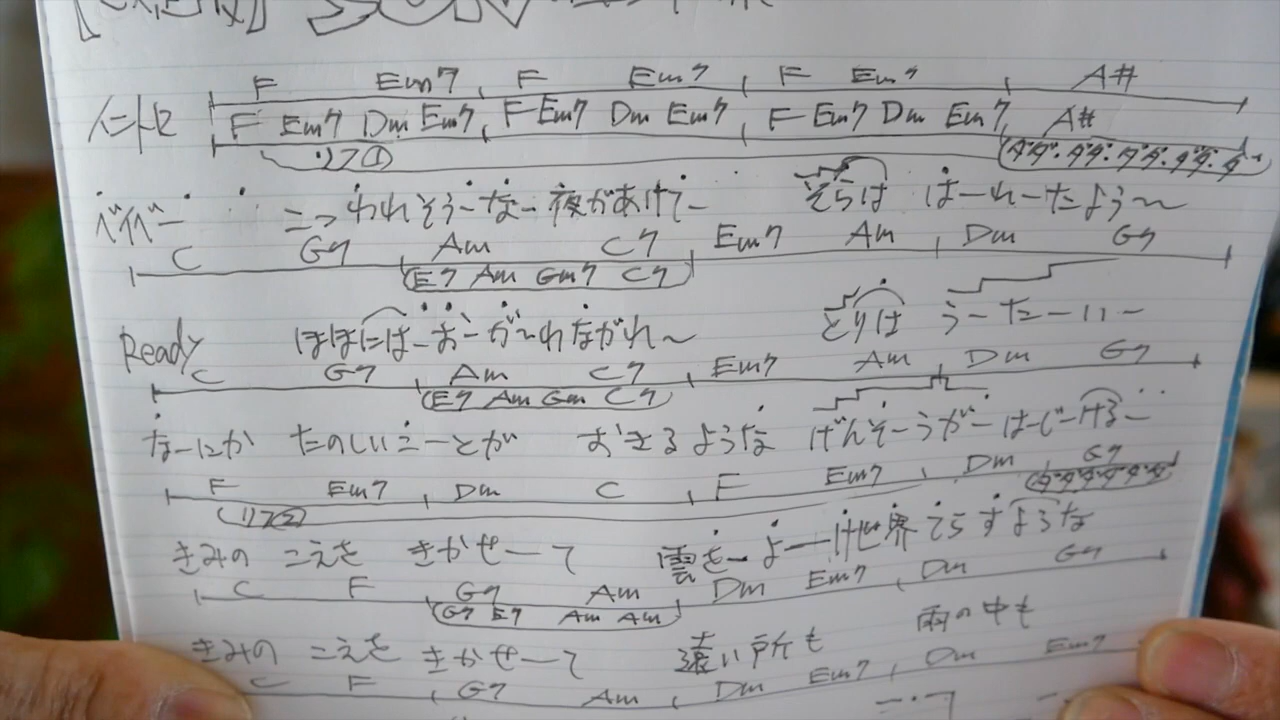 SUN
F Em7 F Em7 F Em7 A#
イントロ F Em7 Dm Em7 F Em7 Dm Em7 F Em7 Dm Em7 A#
リフ① ダダ・ダダ・ダダ・ダダ・ダ
ベイベー こっわれそうーなー夜があけてー そらは はーれーたよう〜
C G7 Am C7 Em7 Am Dm G7
E7 Am Gm7 C7
Ready ほほにはーおーが〜わながれ〜 とりは うーたーいー
C G7 Am C7 Em7 Am Dm G7
E7 Am Gm C7
なーにか たのしいこーとが おきるような げんそーうがーはじーけるー
F Em7 Dm C F Em7 Dm G7
リフ② ダダダダダダダ
きみの こえを きかせーて 雲をーよーけ世界てらすような
C F G7 Am Dm Em7 Dm G7
G7 E7 Am Am
きみの こえを きかせーて 遠い所も 雨の中も
C F G7 Am Dm Em7 Dm Em7